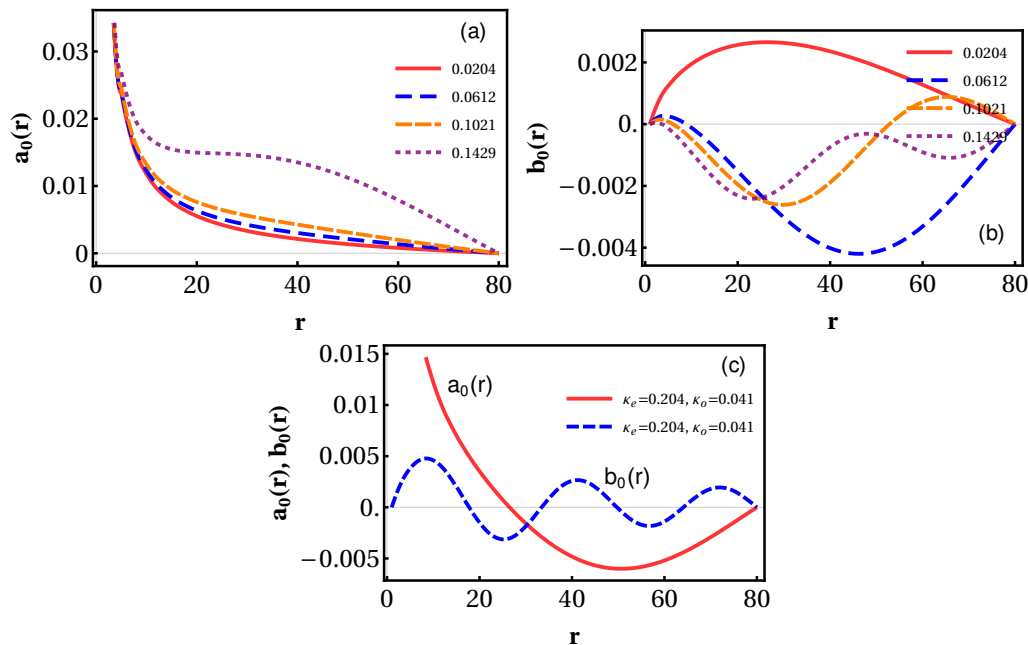 (a)
a₀(r)
0.03
0.02
0.01
0
0.0204
0.0612
0.1021
0.1429
0 20 40 60 80
r
b₀(r)
0.002
0.
−0.002
−0.004
0.0204
0.0612
0.1021
0.1429
(b)
0 20 40 60 80
r
(c)
a₀(r), b₀(r)
0.015
0.01
0.005
0.
−0.005
a₀(r)
κₑ=0.204, κₒ=0.041
κₑ=0.204, κₒ=0.041
b₀(r)
0 20 40 60 80
r